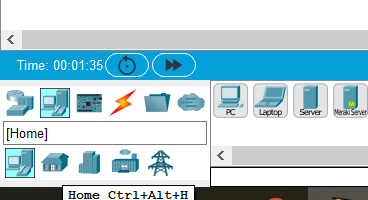 Time: 00:01:35
PC
Laptop
Server
Meraki Server
[Home]
Home Ctrl+Alt+H